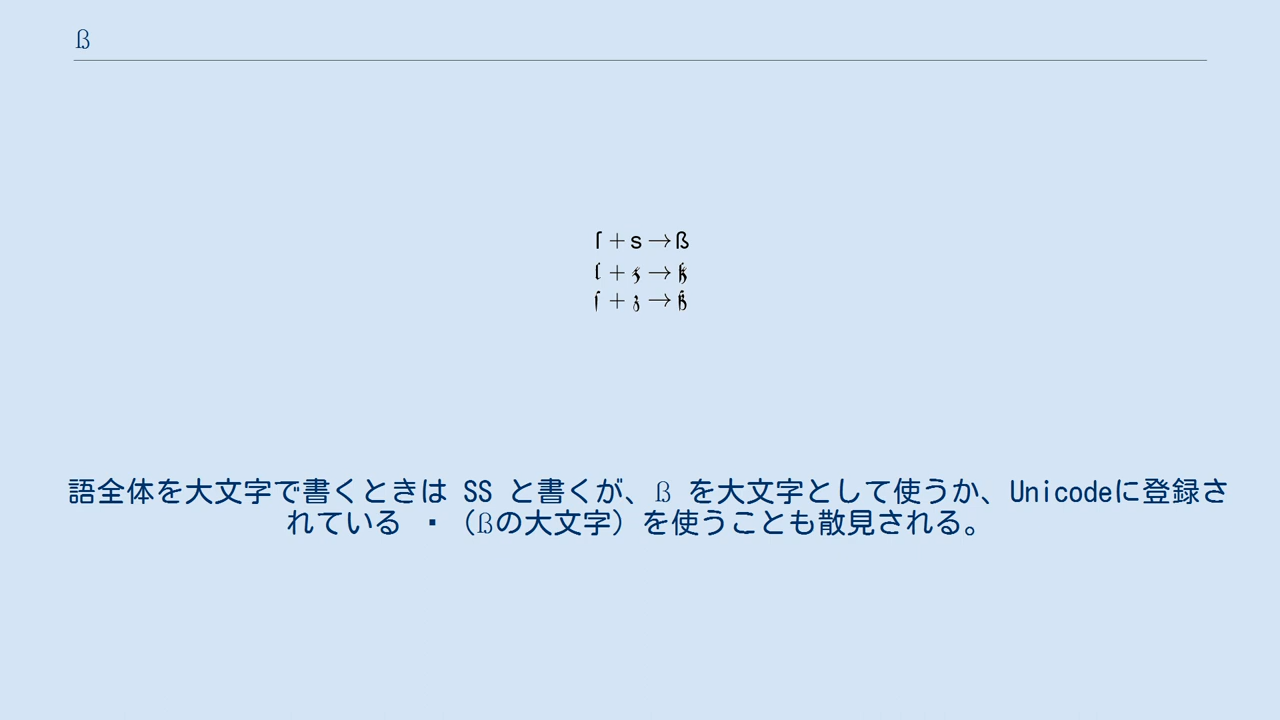 ß
ſ + s → ß
𝔩 + 𝔷 → 𝔨
ſ + 𝔷 → ß
語全体を大文字で書くときは SS と書くが、ß を大文字として使うか、Unicodeに登録さ
れている ▪ （ßの大文字）を使うことも散見される。